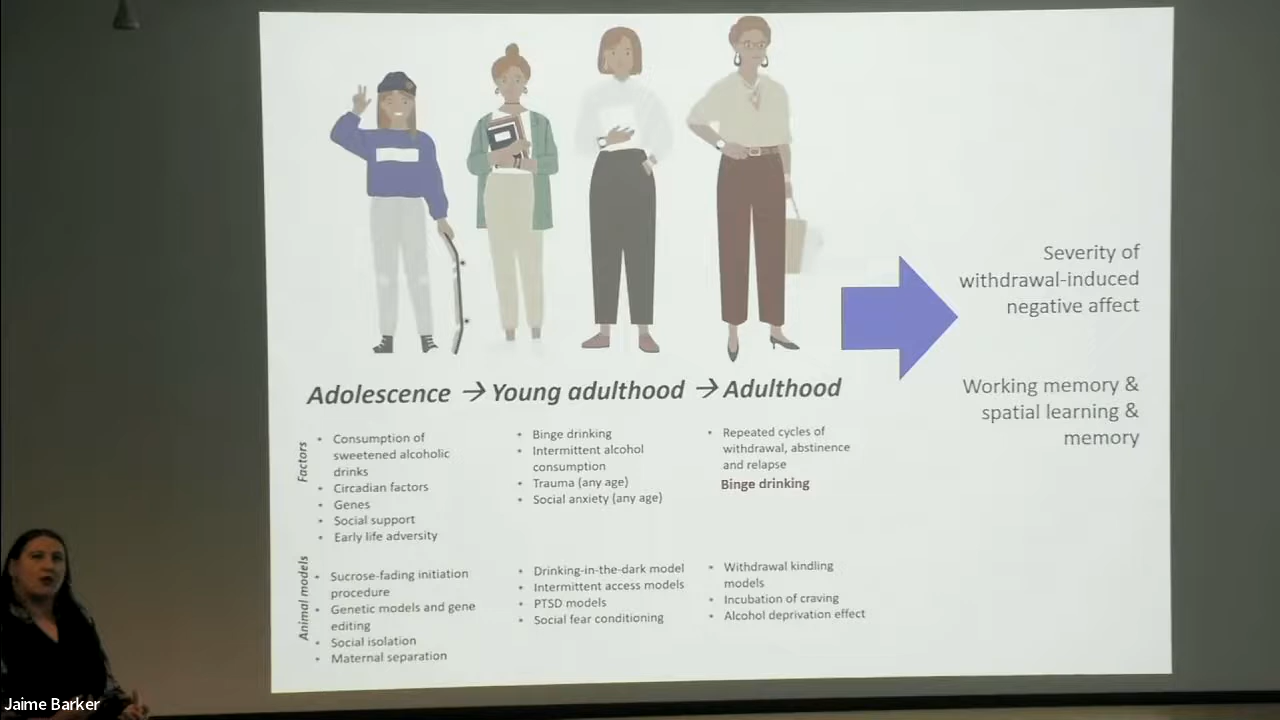 Severity of
withdrawal-induced
negative affect
Working memory &
spatial learning &
memory
Adolescence → Young adulthood → Adulthood
Factors
• Consumption of
sweetened alcoholic
drinks
• Circadian factors
• Genes
• Social support
• Early life adversity
• Binge drinking
• Intermittent alcohol
consumption
• Trauma (any age)
• Social anxiety (any age)
• Repeated cycles of
withdrawal, abstinence
and relapse
Binge drinking
Animal models
• Sucrose-fading initiation
procedure
• Genetic models and gene
editing
• Social isolation
• Maternal separation
• Drinking-in-the-dark model
• Intermittent access models
• PTSD models
• Social fear conditioning
• Withdrawal kindling
models
• Incubation of craving
• Alcohol deprivation effect
Jaime Barker